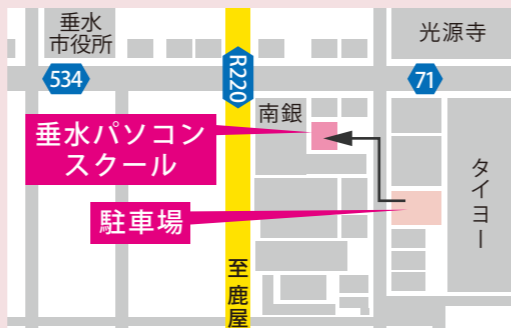 垂水
市役所
光源寺
534
R220
71
南銀
垂水パソコン
スクール
タイヨー
駐車場
至鹿屋